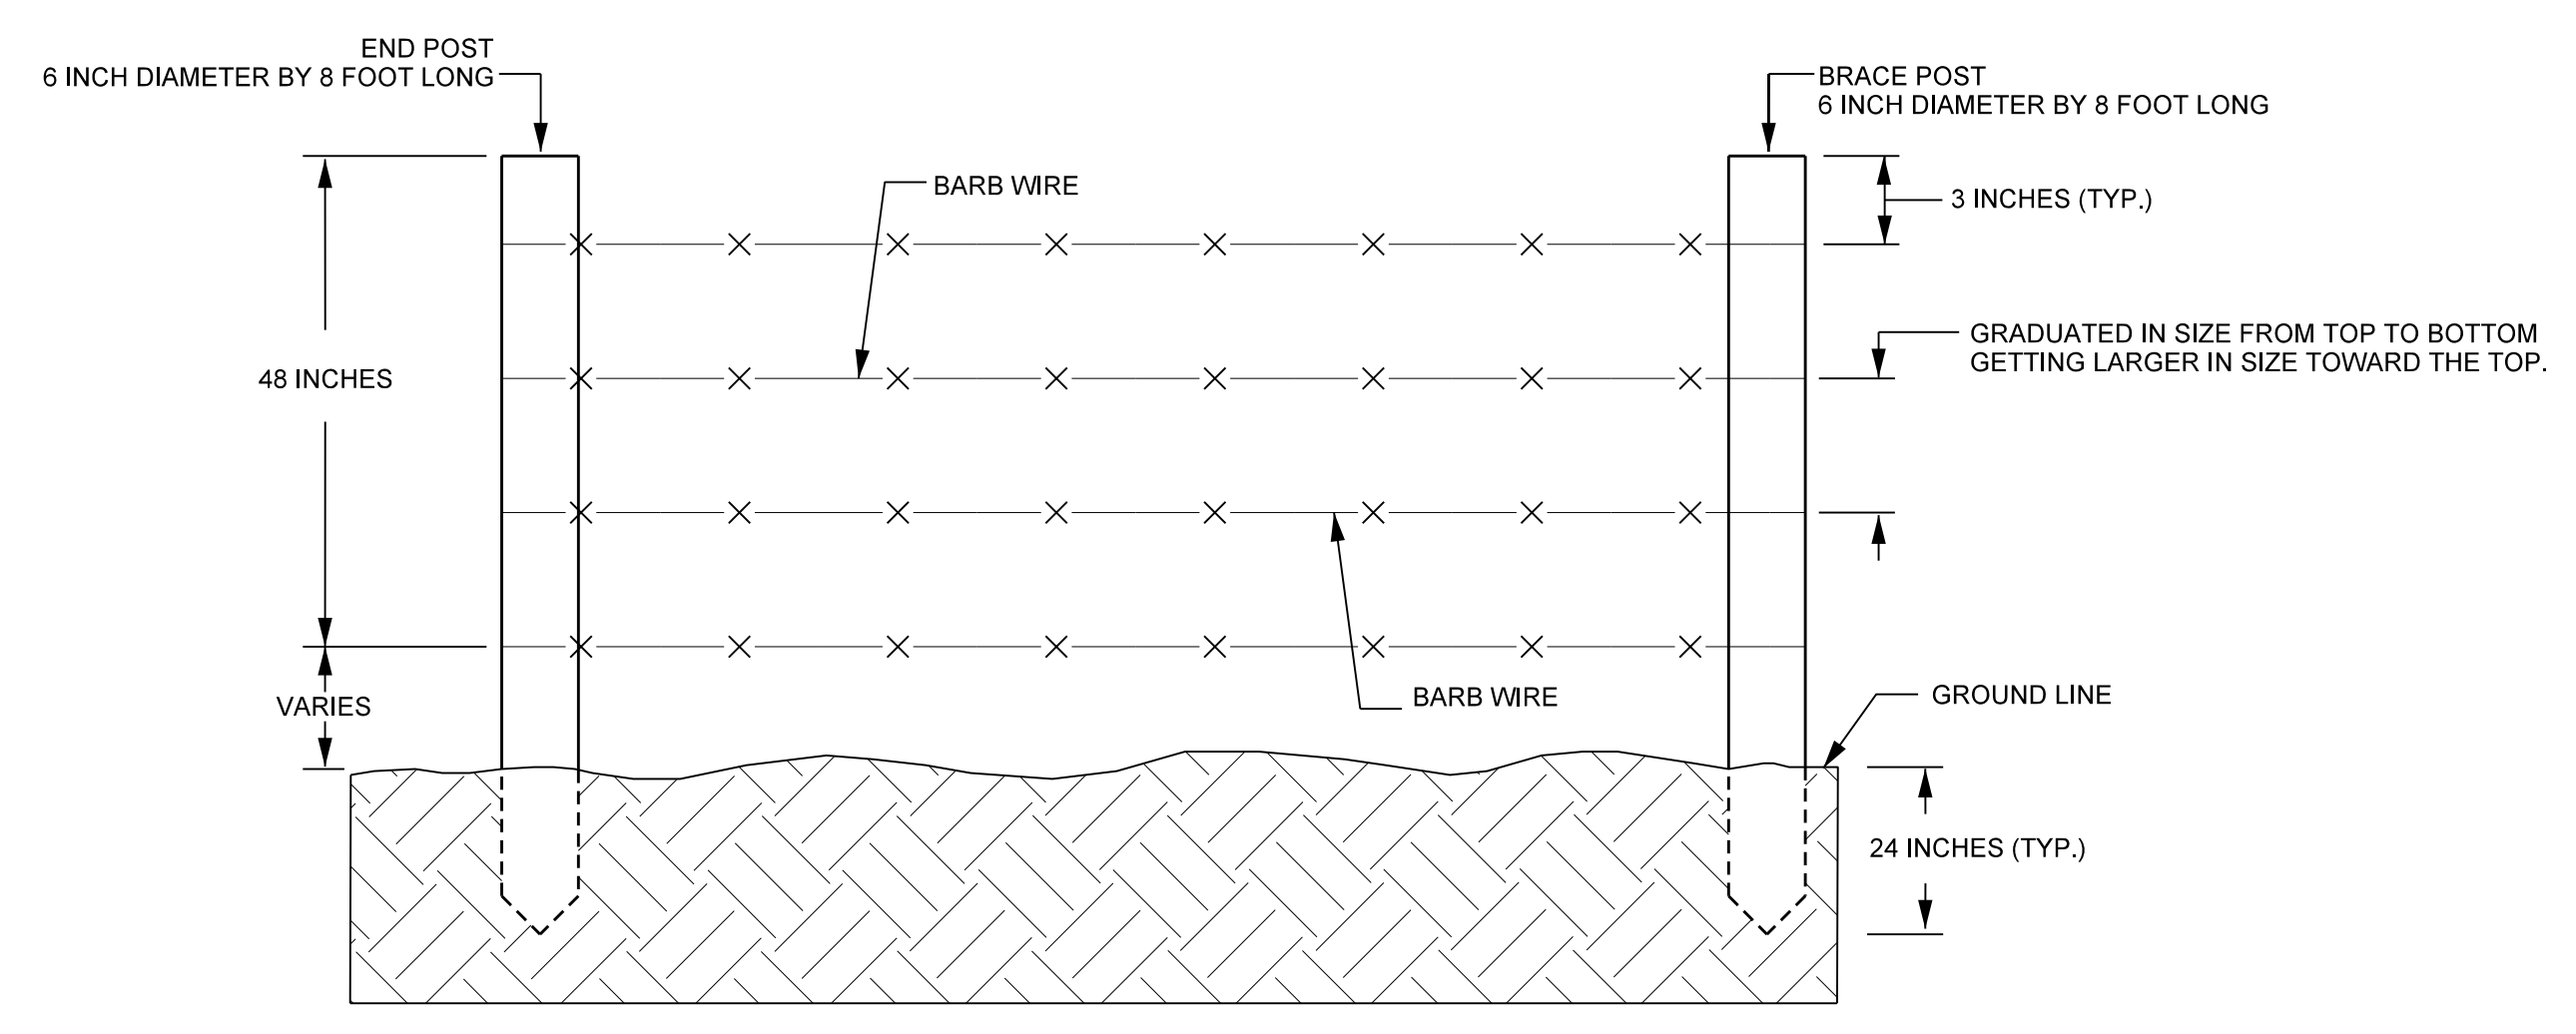 END POST
6 INCH DIAMETER BY 8 FOOT LONG
BRACE POST
6 INCH DIAMETER BY 8 FOOT LONG
BARB WIRE
3 INCHES (TYP.)
GRADUATED IN SIZE FROM TOP TO BOTTOM
GETTING LARGER IN SIZE TOWARD THE TOP.
48 INCHES
VARIES
BARB WIRE
GROUND LINE
24 INCHES (TYP.)